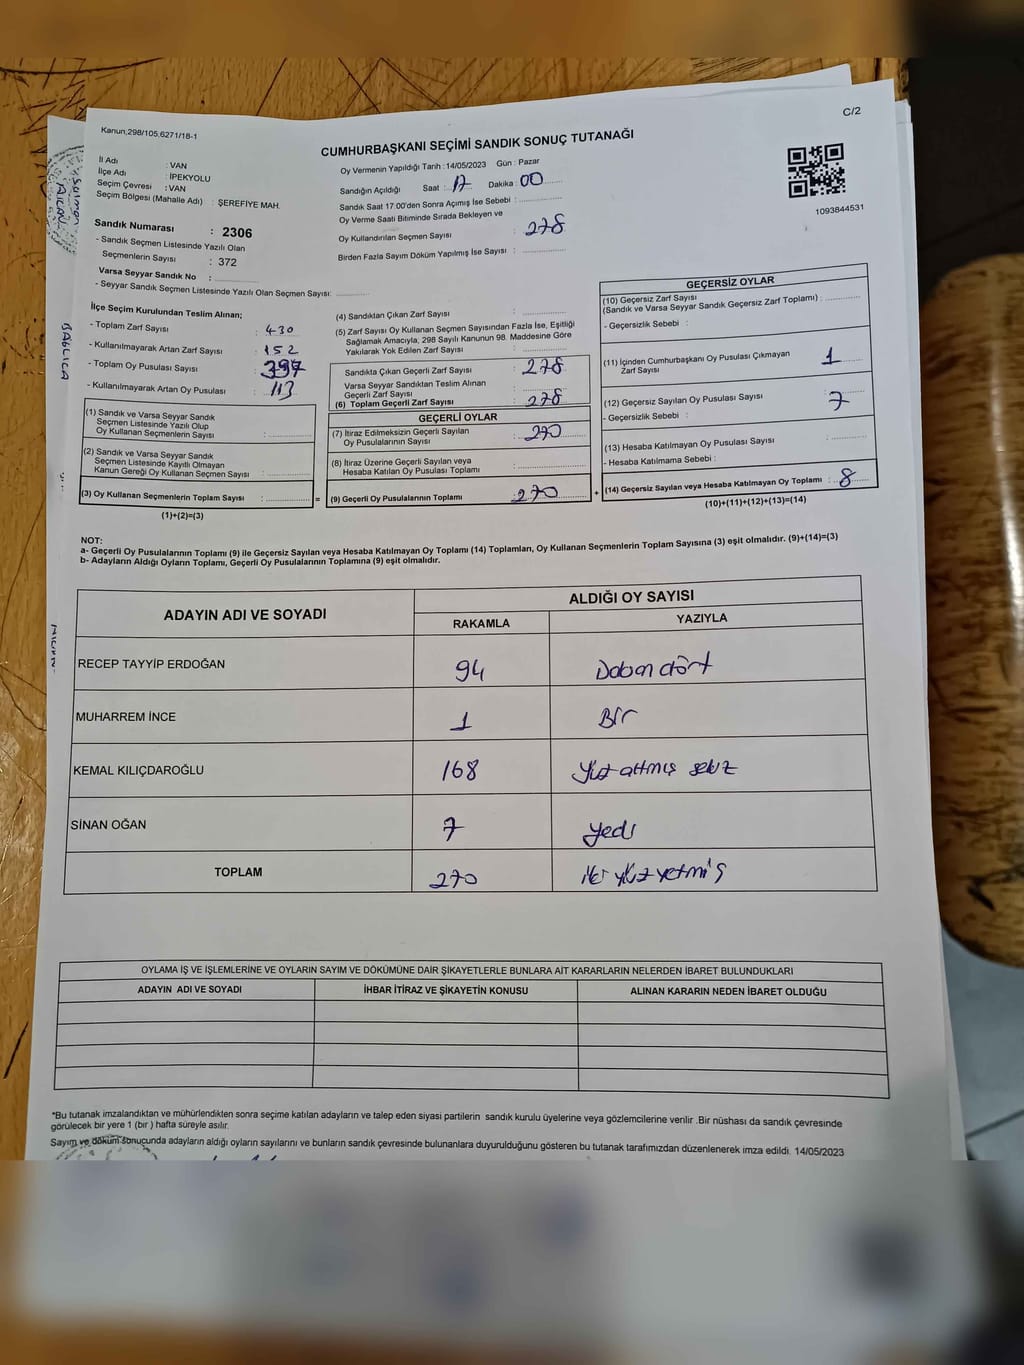 C/2
Kanun,298/105,6271/18-1
CUMHURBAŞKANI SEÇİMİ SANDIK SONUÇ TUTANAĞI
1093844531
İl Adı : VAN
İlçe Adı : İPEKYOLU
Seçim Çevresi : VAN
Seçim Bölgesi (Mahalle Adı) : ŞEREFİYE MAH.
Sandık Numarası : 2306
- Sandık Seçmen Listesinde Yazılı Olan
Seçmenlerin Sayısı : 372
Varsa Seyyar Sandık No :
- Seyyar Sandık Seçmen Listesinde Yazılı Olan Seçmen Sayısı:
Oy Vermenin Yapıldığı Tarih : 14/05/2023 Gün : Pazar
Sandığın Açıldığı Saat : 17 Dakika : 00
Sandık Saat 17.00'den Sonra Açımış İse Sebebi :
Oy Verme Saati Bitiminde Sırada Bekleyen ve
Oy Kullandırılan Seçmen Sayısı : 278
Birden Fazla Sayım Döküm Yapılmış İse Sayısı :
İlçe Seçim Kurulundan Teslim Alınan;
- Toplam Zarf Sayısı : 430
- Kullanılmayarak Artan Zarf Sayısı : 152
- Toplam Oy Pusulası Sayısı :
- Kullanılmayarak Artan Oy Pusulası : 113
(1) Sandık ve Varsa Seyyar Sandık
Seçmen Listesinde Yazılı Olup
Oy Kullanan Seçmenlerin Sayısı :
(2) Sandık ve Varsa Seyyar Sandık
Seçmen Listesinde Kayıtlı Olmayan
Kanun Gereği Oy Kullanan Seçmen Sayısı :
(3) Oy Kullanan Seçmenlerin Toplam Sayısı : =
(1)+(2)=(3)
(4) Sandıktan Çıkan Zarf Sayısı :
(5) Zarf Sayısı Oy Kullanan Seçmen Sayısından Fazla İse, Eşitliği
Sağlamak Amacıyla, 298 Sayılı Kanunun 98. Maddesine Göre
Yakılarak Yok Edilen Zarf Sayısı :
Sandıkta Çıkan Geçerli Zarf Sayısı : 278
Varsa Seyyar Sandıktan Teslim Alınan
Geçerli Zarf Sayısı :
(6) Toplam Geçerli Zarf Sayısı : 278
GEÇERLİ OYLAR
(7) İtiraz Edilmeksizin Geçerli Sayılan
Oy Pusulalarının Sayısı : 270
(8) İtiraz Üzerine Geçerli Sayılan veya
Hesaba Katılan Oy Pusulası Toplamı :
(9) Geçerli Oy Pusulalarının Toplamı : 270 +
GEÇERSİZ OYLAR
(10) Geçersiz Zarf Sayısı
(Sandık ve Varsa Seyyar Sandık Geçersiz Zarf Toplamı) :
- Geçersizlik Sebebi :
(11) İçinden Cumhurbaşkanı Oy Pusulası Çıkmayan
Zarf Sayısı : 1
(12) Geçersiz Sayılan Oy Pusulası Sayısı : 7
- Geçersizlik Sebebi :
(13) Hesaba Katılmayan Oy Pusulası Sayısı :
- Hesaba Katılmama Sebebi :
(14) Geçersiz Sayılan veya Hesaba Katılmayan Oy Toplamı : 8
(10)+(11)+(12)+(13)=(14)
NOT:
a- Geçerli Oy Pusulalarının Toplamı (9) ile Geçersiz Sayılan veya Hesaba Katılmayan Oy Toplamı (14) Toplamları, Oy Kullanan Seçmenlerin Toplam Sayısına (3) eşit olmalıdır. (9)+(14)=(3)
b- Adayların Aldığı Oyların Toplamı, Geçerli Oy Pusulalarının Toplamına (9) eşit olmalıdır.
ADAYIN ADI VE SOYADI ALDIĞI OY SAYISI
RAKAMLA YAZIYLA
RECEP TAYYİP ERDOĞAN 94 Doksan dört
MUHARREM İNCE 1 Bir
KEMAL KILIÇDAROĞLU 168 Yüz altmış sekiz
SİNAN OĞAN 7 yedi
TOPLAM 270 iki yüz yetmiş
OYLAMA İŞ VE İŞLEMLERİNE VE OYLARIN SAYIM VE DÖKÜMÜNE DAİR ŞİKAYETLERLE BUNLARA AİT KARARLARIN NELERDEN İBARET BULUNDUKLARI
ADAYIN ADI VE SOYADI İHBAR İTİRAZ VE ŞİKAYETİN KONUSU ALINAN KARARIN NEDEN İBARET OLDUĞU
*Bu tutanak imzalandıktan ve mühürlendikten sonra seçime katılan adayların ve talep eden siyasi partilerin sandık kurulu üyelerine veya gözlemcilerine verilir. Bir nüshası da sandık çevresinde
görülecek bir yere 1 (bir ) hafta süreyle asılır.
Sayım ve döküm sonucunda adayların aldığı oyların sayılarını ve bunların sandık çevresinde bulunanlara duyurulduğunu gösteren bu tutanak tarafımızdan düzenlenerek imza edildi. 14/05/2023